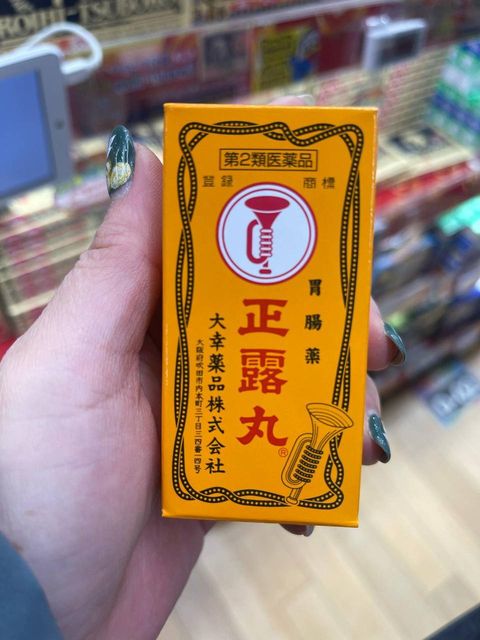 ROIHI-TSUBOKO
第2類医薬品
登録 商標
胃腸薬
正露丸®
大幸薬品株式会社
大阪府吹田市内本町三丁目三四番一四号